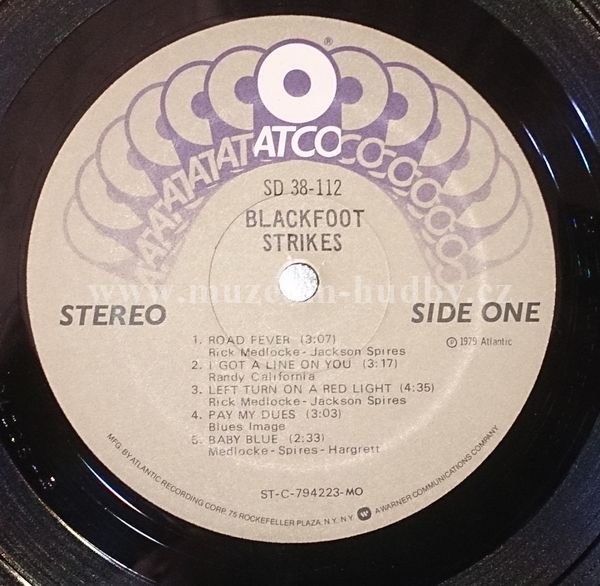 ATCO®
SD 38-112
BLACKFOOT
STRIKES
www.muzeum-hudby.cz
STEREO
SIDE ONE
℗ 1979 Atlantic
1. ROAD FEVER (3:07)
Rick Medlocke-Jackson Spires
2. I GOT A LINE ON YOU (3:17)
Randy California
3. LEFT TURN ON A RED LIGHT (4:35)
Rick Medlocke-Jackson Spires
4. PAY MY DUES (3:03)
Blues Image
5. BABY BLUE (2:33)
Medlocke-Spires-Hargrett
ST-C-794223-MO
MFG. BY ATLANTIC RECORDING CORP., 75 ROCKEFELLER PLAZA, N.Y., N.Y. A WARNER COMMUNICATIONS COMPANY